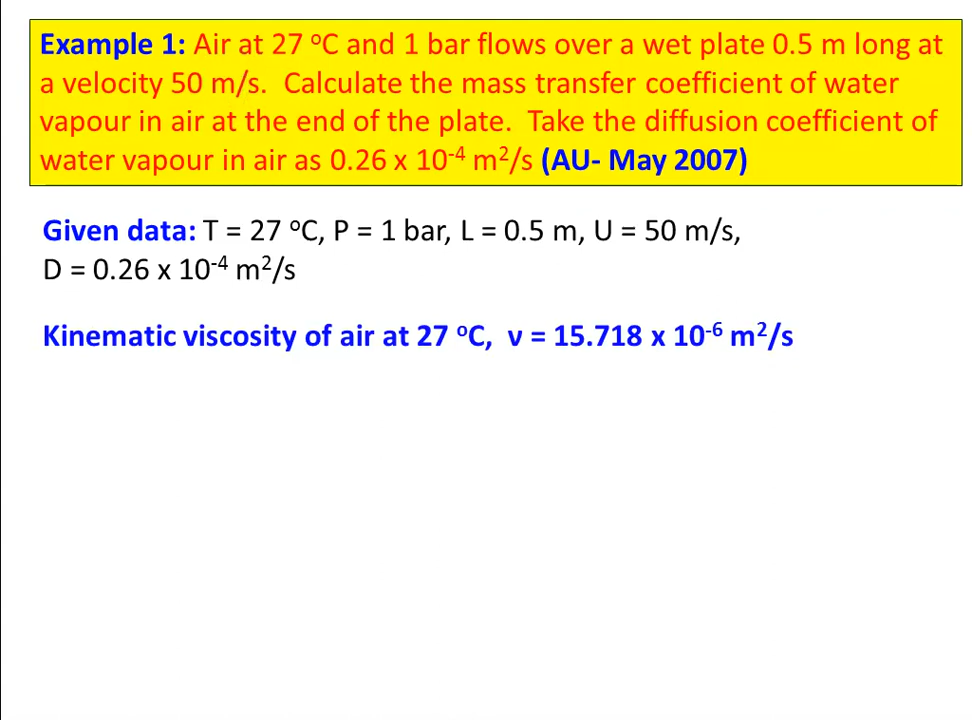 Example 1: Air at 27 ºC and 1 bar flows over a wet plate 0.5 m long at
a velocity 50 m/s. Calculate the mass transfer coefficient of water
vapour in air at the end of the plate. Take the diffusion coefficient of
water vapour in air as 0.26 x 10⁻⁴ m²/s (AU- May 2007)
Given data: T = 27 ºC, P = 1 bar, L = 0.5 m, U = 50 m/s,
D = 0.26 x 10⁻⁴ m²/s
Kinematic viscosity of air at 27 ºC, ν = 15.718 x 10⁻⁶ m²/s